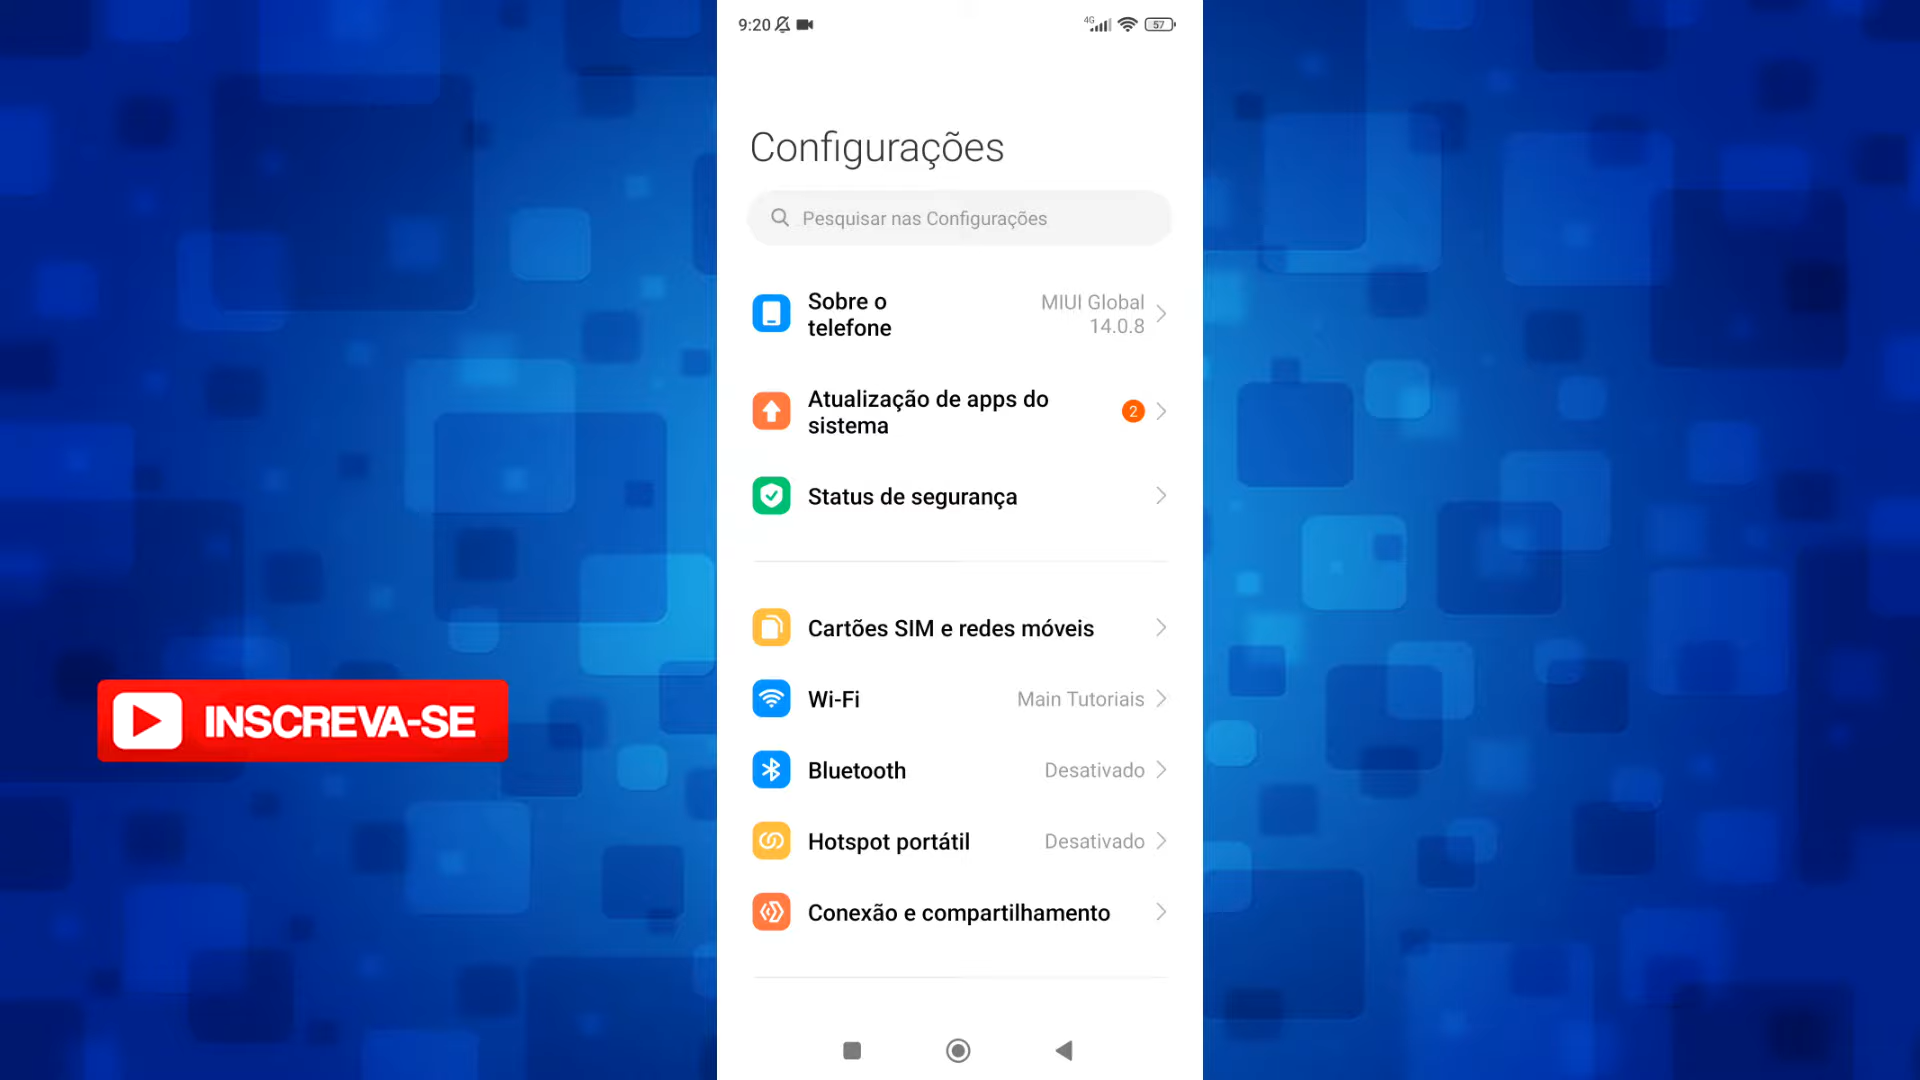 9:20
4G
57
Configurações
Pesquisar nas Configurações
Sobre o
telefone
MIUI Global
14.0.8
Atualização de apps do
sistema
2
Status de segurança
Cartões SIM e redes móveis
Wi-Fi
Main Tutoriais
Bluetooth
Desativado
Hotspot portátil
Desativado
Conexão e compartilhamento
INSCREVA-SE